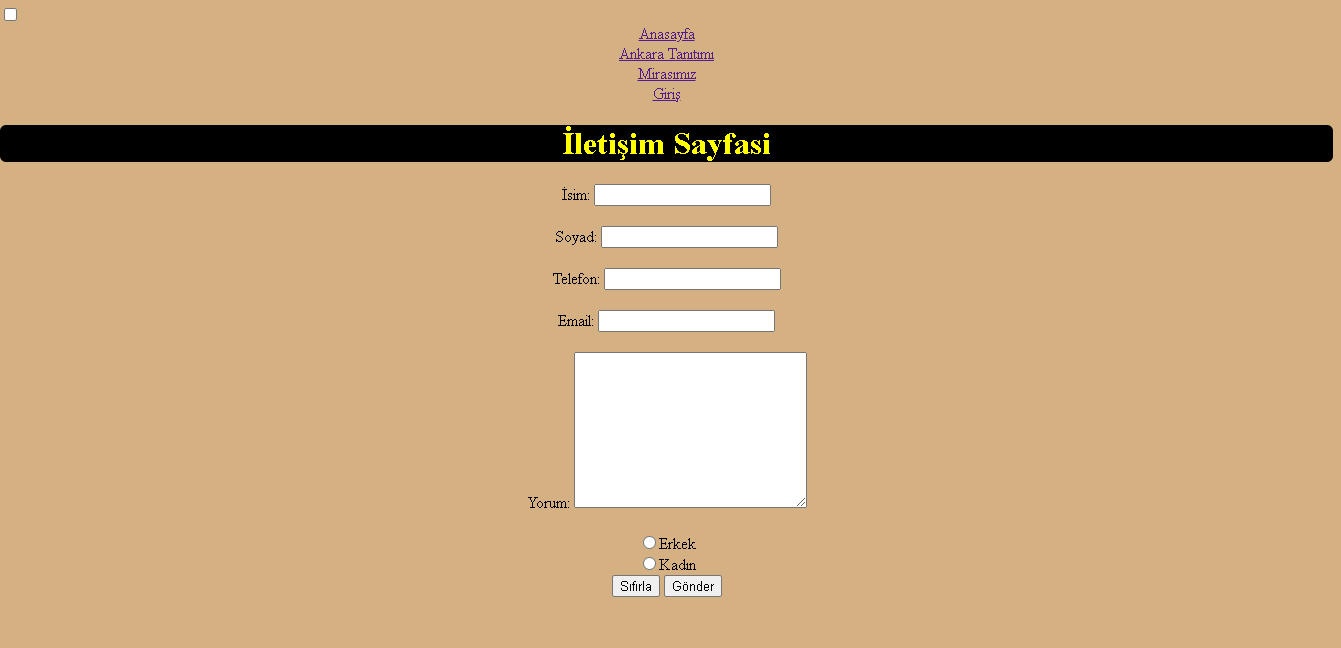 Anasayfa
Ankara Tanıtımı
Mirasımız
Giriş
İletişim Sayfasi
İsim:
Soyad:
Telefon:
Email:
Yorum:
Erkek
Kadın
Sıfırla Gönder